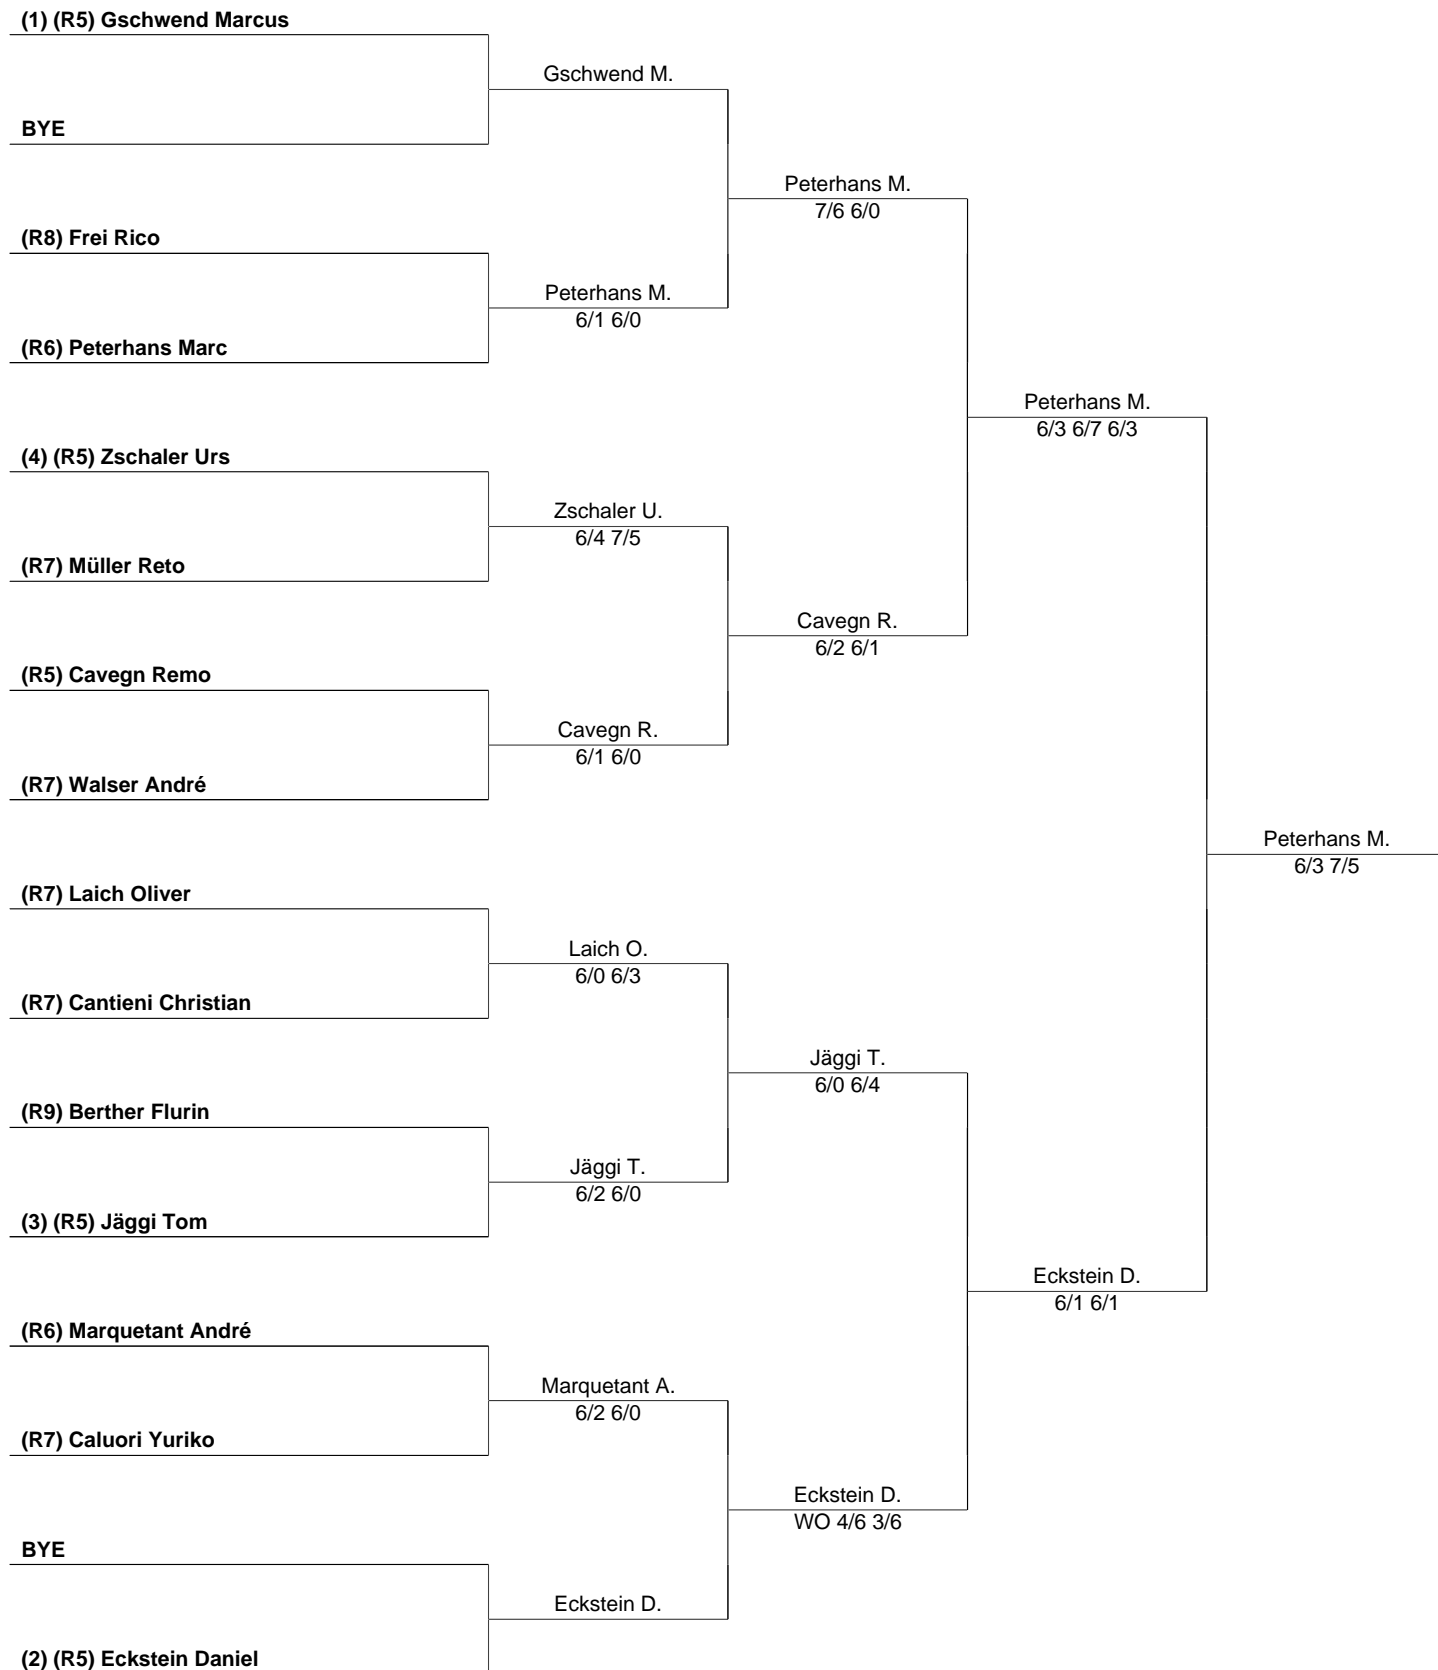 (1) (R5) Gschwend Marcus
Gschwend M.
BYE
Peterhans M.
7/6 6/0
(R8) Frei Rico
Peterhans M.
6/1 6/0
(R6) Peterhans Marc
Peterhans M.
6/3 6/7 6/3
(4) (R5) Zschaler Urs
Zschaler U.
6/4 7/5
(R7) Müller Reto
Cavegn R.
6/2 6/1
(R5) Cavegn Remo
Cavegn R.
6/1 6/0
(R7) Walser André
Peterhans M.
6/3 7/5
(R7) Laich Oliver
Laich O.
6/0 6/3
(R7) Cantieni Christian
Jäggi T.
6/0 6/4
(R9) Berther Flurin
Jäggi T.
6/2 6/0
(3) (R5) Jäggi Tom
Eckstein D.
6/1 6/1
(R6) Marquetant André
Marquetant A.
6/2 6/0
(R7) Caluori Yuriko
Eckstein D.
WO 4/6 3/6
BYE
Eckstein D.
(2) (R5) Eckstein Daniel